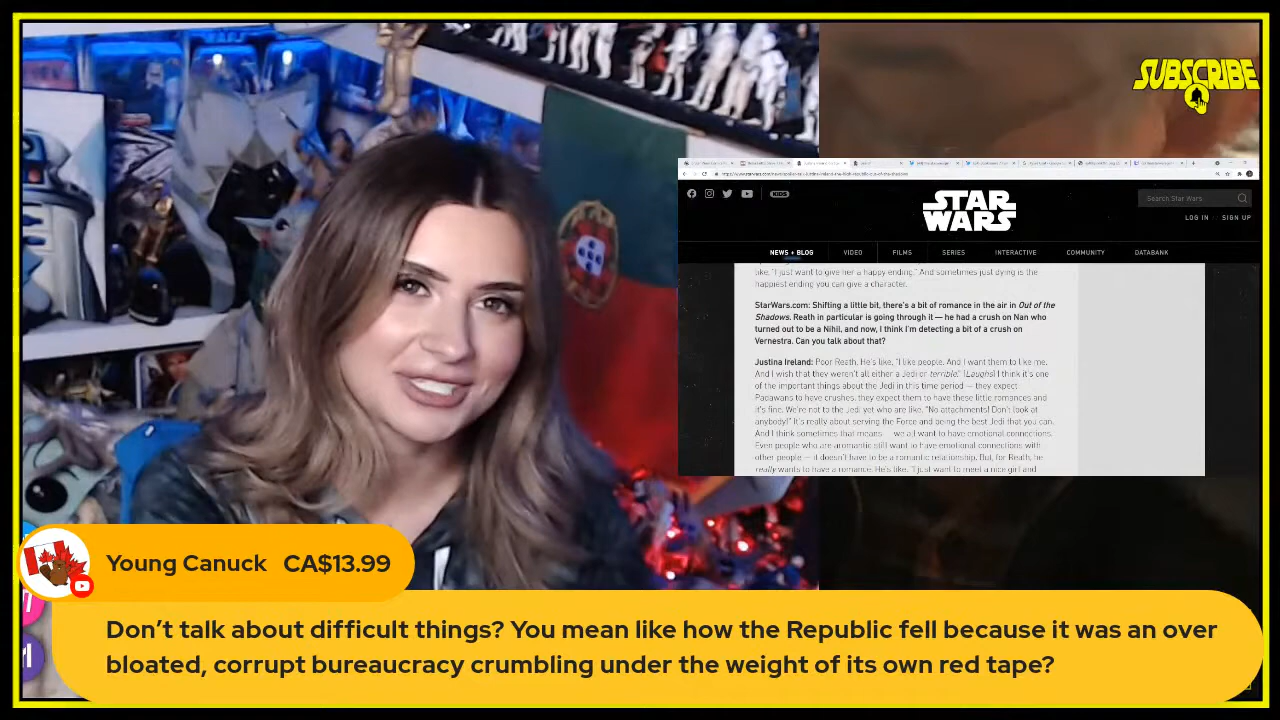 SUBSCRIBE
KIDS
STAR
WARS
Search Star Wars
LOG IN SIGN UP
NEWS + BLOG VIDEO FILMS SERIES INTERACTIVE COMMUNITY DATABANK
like, "I just want to give her a happy ending." And sometimes just dying is the
happiest ending you can give a character.
StarWars.com: Shifting a little bit, there's a bit of romance in the air in Out of the
Shadows. Reath in particular is going through it — he had a crush on Nan who
turned out to be a Nihil, and now, I think I'm detecting a bit of a crush on
Vernestra. Can you talk about that?
Justina Ireland: Poor Reath. He's like, "I like people. And I want them to like me.
And I wish that they weren't all either a Jedi or terrible." (Laughs) I think it's one
of the important things about the Jedi in this time period — they expect
Padawans to have crushes, they expect them to have these little romances and
it's fine. We're not to the Jedi yet who are like, "No attachments! Don't look at
anybody!" It's really about serving the Force and being the best Jedi that you can.
And I think sometimes that means — we all want to have emotional connections.
Even people who are aromantic still want to have emotional connections with
other people — it doesn't have to be a romantic relationship. But, for Reath, he
really wants to have a romance. He's like, "I just want to meet a nice girl and
Young Canuck CA$13.99
Don't talk about difficult things? You mean like how the Republic fell because it was an over
bloated, corrupt bureaucracy crumbling under the weight of its own red tape?